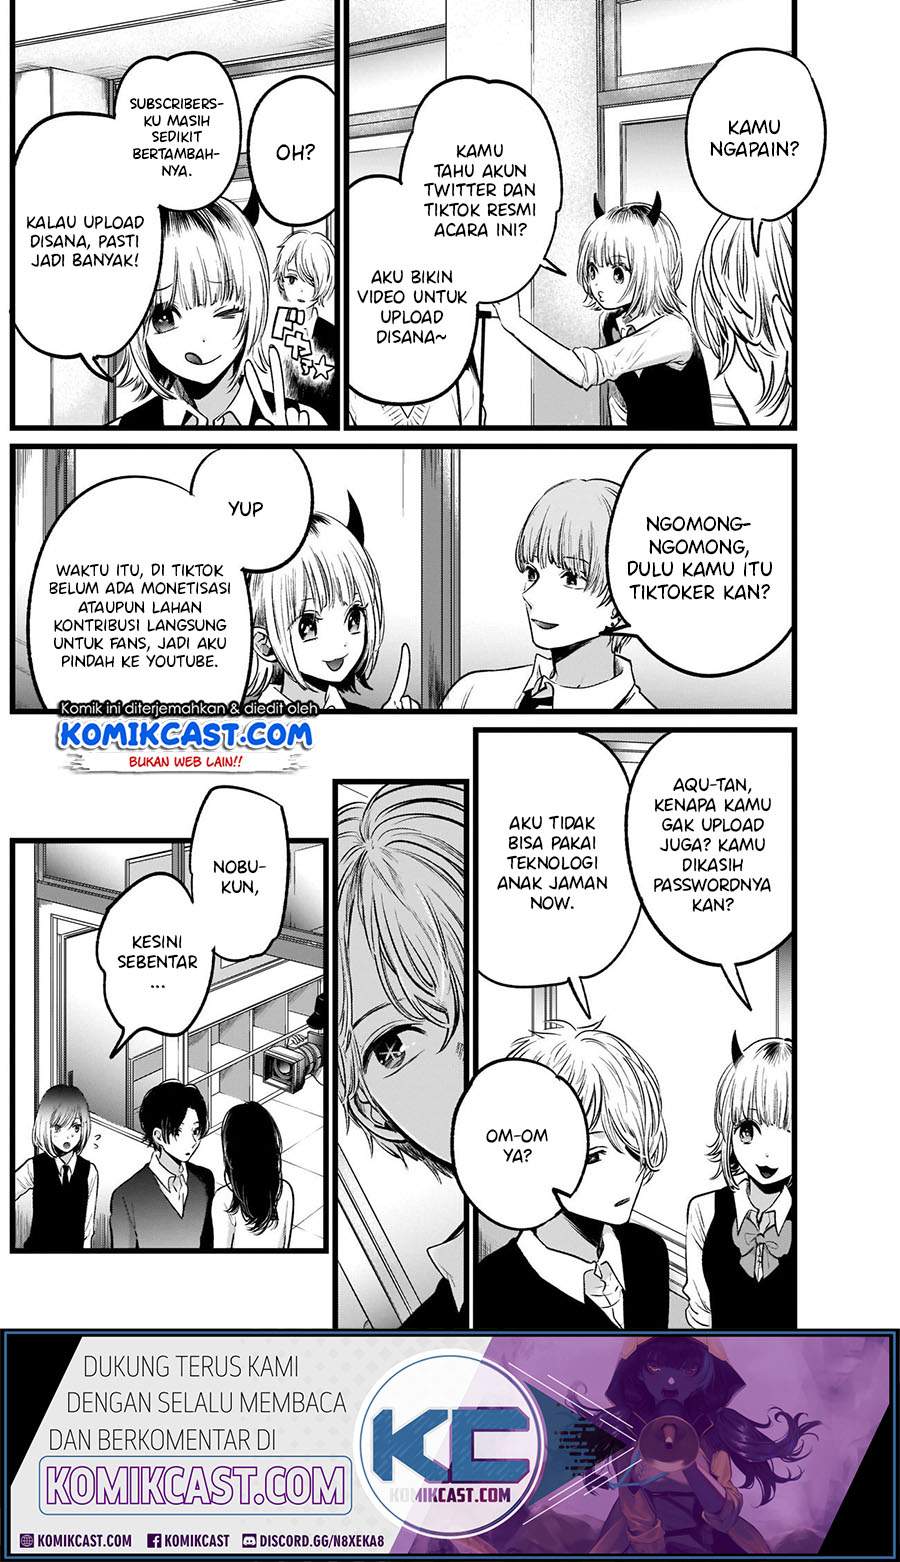 KAMU
NGAPAIN?
KAMU
TAHU AKUN
TWITTER DAN
TIKTOK RESMI
ACARA INI?
AKU BIKIN
VIDEO UNTUK
UPLOAD
DISANA~
OH?
SUBSCRIBERS-
KU MASIH
SEDIKIT
BERTAMBAH-
NYA.
KALAU UPLOAD
DISANA, PASTI
JADI BANYAK!
ドヤァ☆
NGOMONG-
NGOMONG,
DULU KAMU ITU
TIKTOKER KAN?
YUP
WAKTU ITU, DI TIKTOK
BELUM ADA MONETISASI
ATAUPUN LAHAN
KONTRIBUSI LANGSUNG
UNTUK FANS, JADI AKU
PINDAH KE YOUTUBE.
Komik ini diterjemahkan & diedit oleh
KOMIKCAST.COM
BUKAN WEB LAIN!!
AQU-TAN,
KENAPA KAMU
GAK UPLOAD
JUGA? KAMU
DIKASIH
PASSWORDNYA
KAN?
AKU TIDAK
BISA PAKAI
TEKNOLOGI
ANAK JAMAN
NOW.
OM-OM
YA?
NOBU-
KUN,
KESINI
SEBENTAR
...
DUKUNG TERUS KAMI
DENGAN SELALU MEMBACA
DAN BERKOMENTAR DI
KOMIKCAST.COM
KC
KOMIKCAST.COM
KOMIKCAST.COM
KOMIKCAST
DISCORD.GG/N8XEKA8